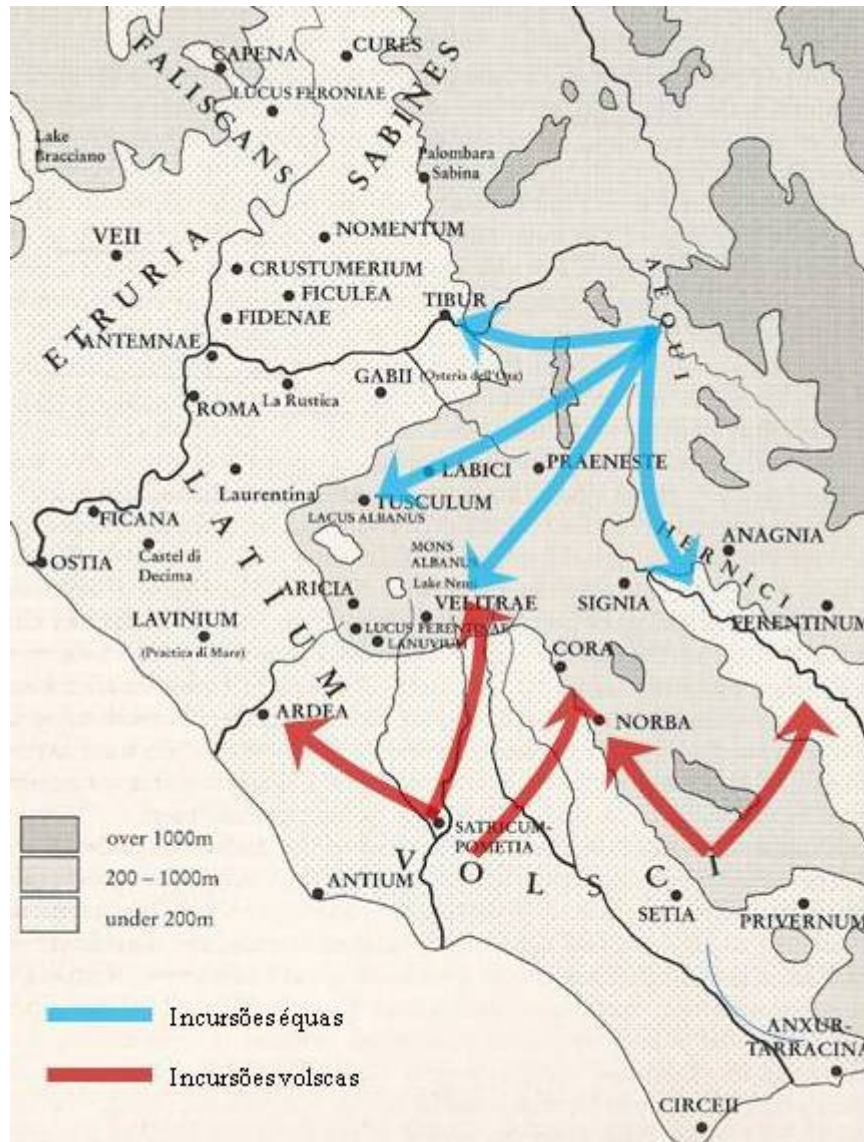 FALISCANS
CAPENA
CURES
LUCUS FERONIAE
SABINES
Lake
Bracciano
Palombara
Sabina
VEII
NOMENTUM
ETRURIA
CRUSTUMERIUM
FICULEA
TIBUR
FIDENAE
AEQUI
ANTEMNAE
GABII (Osteria dell'Osa)
ROMA
La Rustica
LATIUM
Laurentina
LABICI
PRAENESTE
TUSCULUM
LACUS ALBANUS
FICANA
OSTIA
Castel di
Decima
MONS
ALBANUS
Lake Nemi
HERNICI
ANAGNIA
ARICIA
VELITRAE
SIGNIA
FERENTINUM
LAVINIUM
(Practica di Mare)
LUCUS FERENTINAE
LANUVIUM
CORA
ARDEA
NORBA
SATRICUM-
POMETIA
VOLSCI
ANTIUM
SETIA
PRIVERNUM
ANXUR-
TARRACINA
CIRCEII
over 1000m
200 – 1000m
under 200m
Incursões équas
Incursões volscas